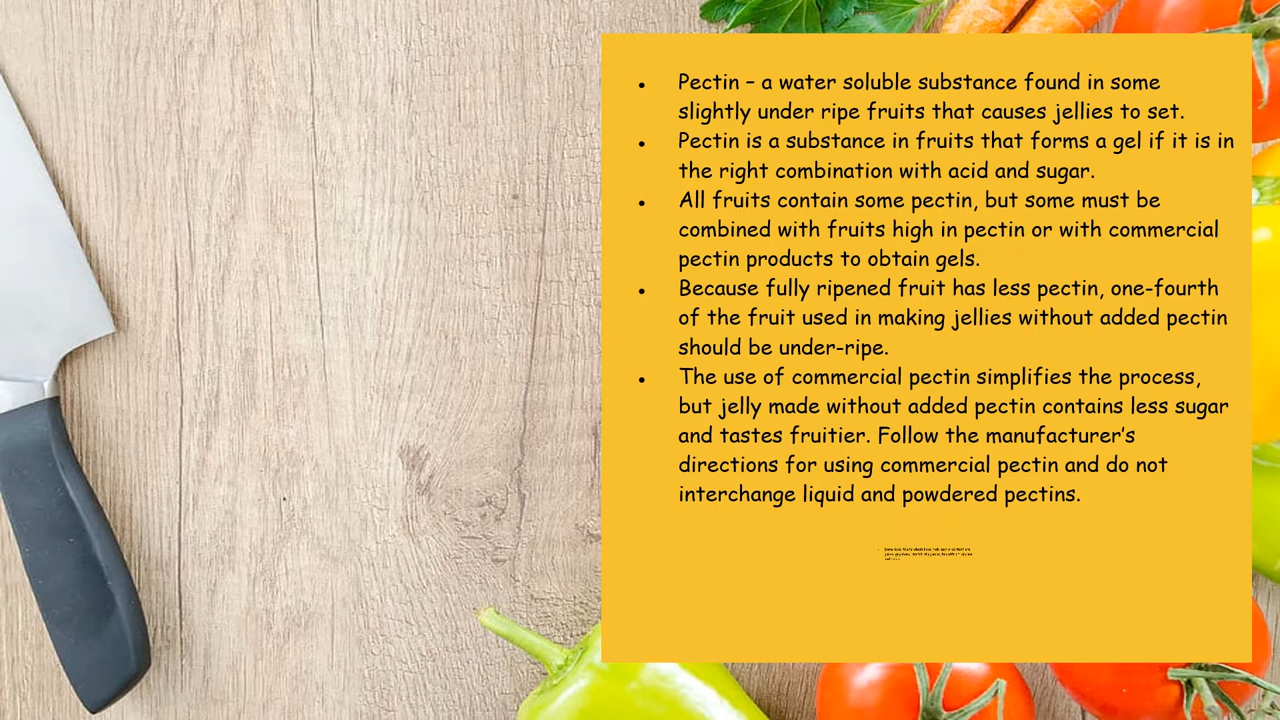 • Pectin – a water soluble substance found in some
slightly under ripe fruits that causes jellies to set.
• Pectin is a substance in fruits that forms a gel if it is in
the right combination with acid and sugar.
• All fruits contain some pectin, but some must be
combined with fruits high in pectin or with commercial
pectin products to obtain gels.
• Because fully ripened fruit has less pectin, one-fourth
of the fruit used in making jellies without added pectin
should be under-ripe.
• The use of commercial pectin simplifies the process,
but jelly made without added pectin contains less sugar
and tastes fruitier. Follow the manufacturer’s
directions for using commercial pectin and do not
interchange liquid and powdered pectins.